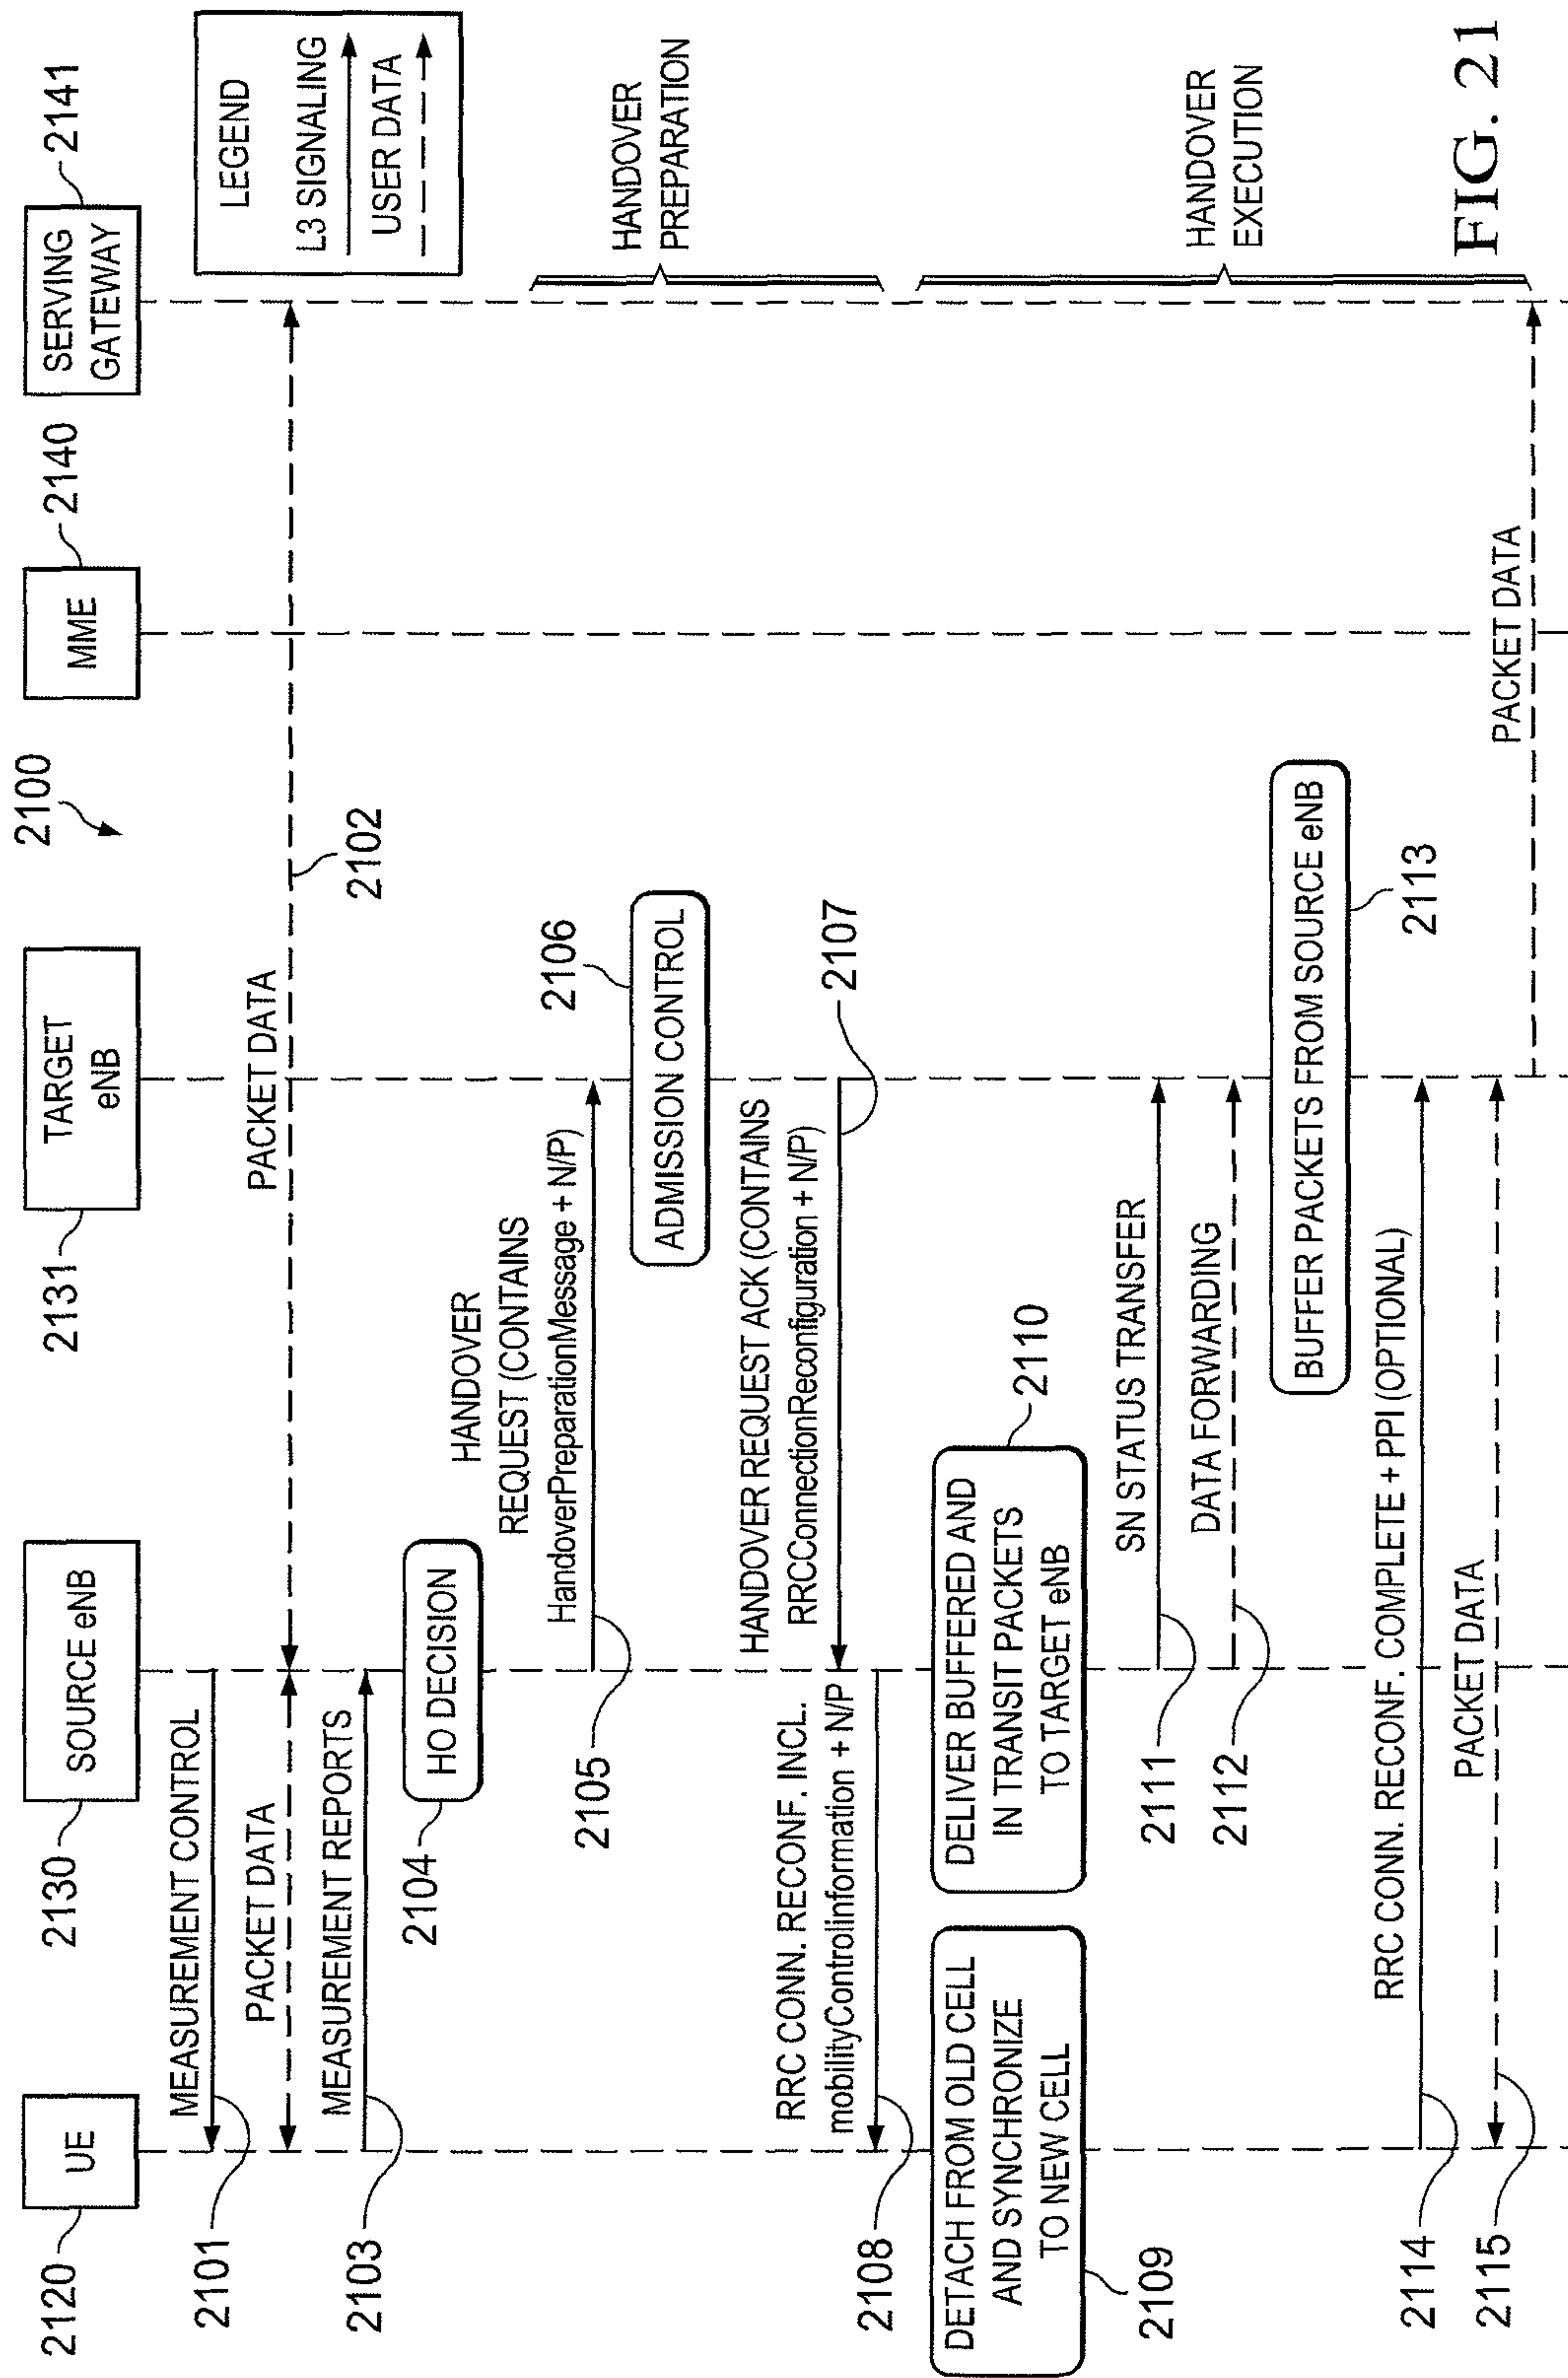 2100
2120
UE
2130
SOURCE eNB
2131
TARGET
eNB
2140
MME
2141
SERVING
GATEWAY
LEGEND
L3 SIGNALING
USER DATA
2101
MEASUREMENT CONTROL
PACKET DATA
PACKET DATA
2102
2103
MEASUREMENT REPORTS
2104
HO DECISION
HANDOVER
REQUEST (CONTAINS
HandoverPreparationMessage + N/P)
2105
2106
ADMISSION CONTROL
HANDOVER
PREPARATION
HANDOVER REQUEST ACK (CONTAINS
RRCConnectionReconfiguration + N/P)
2107
RRC CONN. RECONF. INCL.
mobilityControlinformation + N/P
2108
DETACH FROM OLD CELL
AND SYNCHRONIZE
TO NEW CELL
2109
DELIVER BUFFERED AND
IN TRANSIT PACKETS
TO TARGET eNB
2110
SN STATUS TRANSFER
2111
DATA FORWARDING
2112
HANDOVER
EXECUTION
BUFFER PACKETS FROM SOURCE eNB
2113
RRC CONN. RECONF. COMPLETE + PPI (OPTIONAL)
2114
PACKET DATA
2115
PACKET DATA
FIG. 21